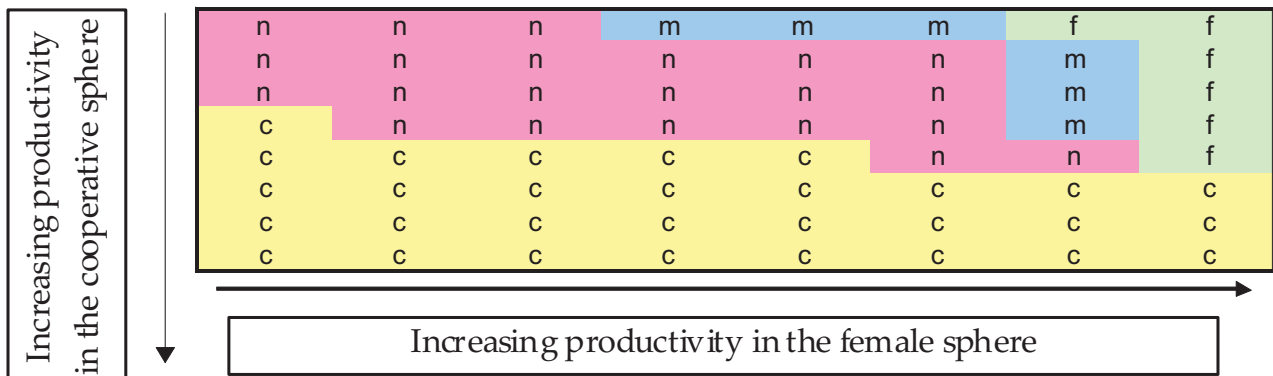 Increasing productivity
in the cooperative sphere
n n n m m m f f
n n n n n n m f
n n n n n n m f
c n n n n n m f
c c c c c n n f
c c c c c c c c
c c c c c c c c
c c c c c c c c
Increasing productivity in the female sphere